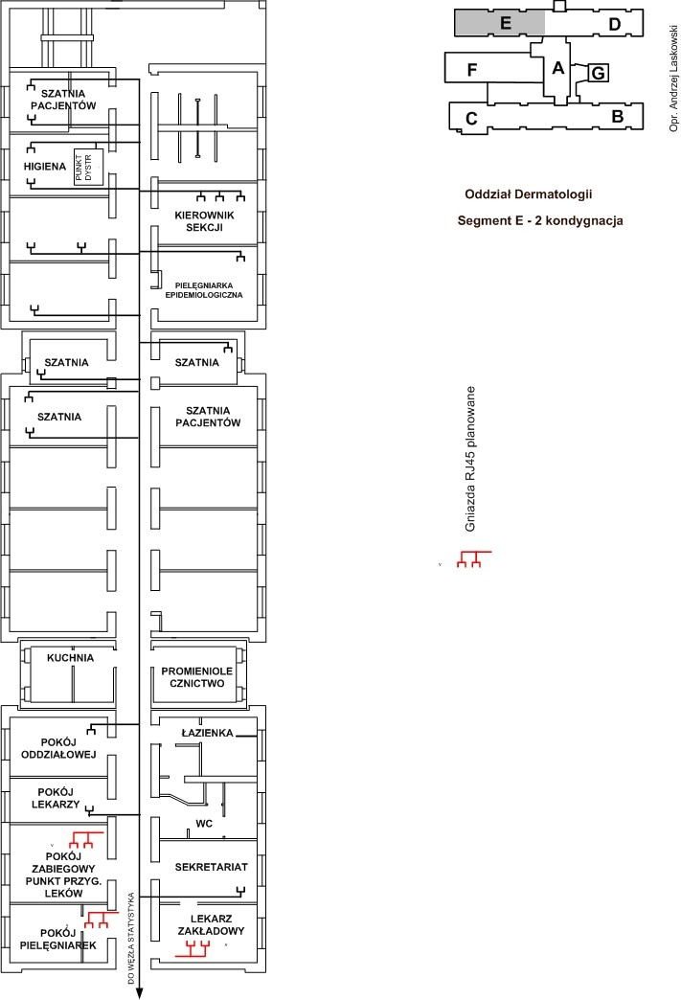 E
D
F
A
G
C
B
Opr. Andrzej Laskowski
Oddział Dermatologii
Segment E - 2 kondygnacja
Gniazda RJ45 planowane
v
SZATNIA
PACJENTÓW
HIGIENA
PUNKT
DYSTR
KIEROWNIK
SEKCJI
PIELĘGNIARKA
EPIDEMIOLOGICZNA
SZATNIA
SZATNIA
SZATNIA
SZATNIA
PACJENTÓW
KUCHNIA
PROMIENIOLE
CZNICTWO
POKÓJ
ODDZIAŁOWEJ
ŁAZIENKA
POKÓJ
LEKARZY
WC
v
POKÓJ
ZABIEGOWY
PUNKT PRZYG.
LEKÓW
SEKRETARIAT
POKÓJ
PIELĘGNIAREK
LEKARZ
ZAKŁADOWY
DO WĘZŁA STATYSTYKA